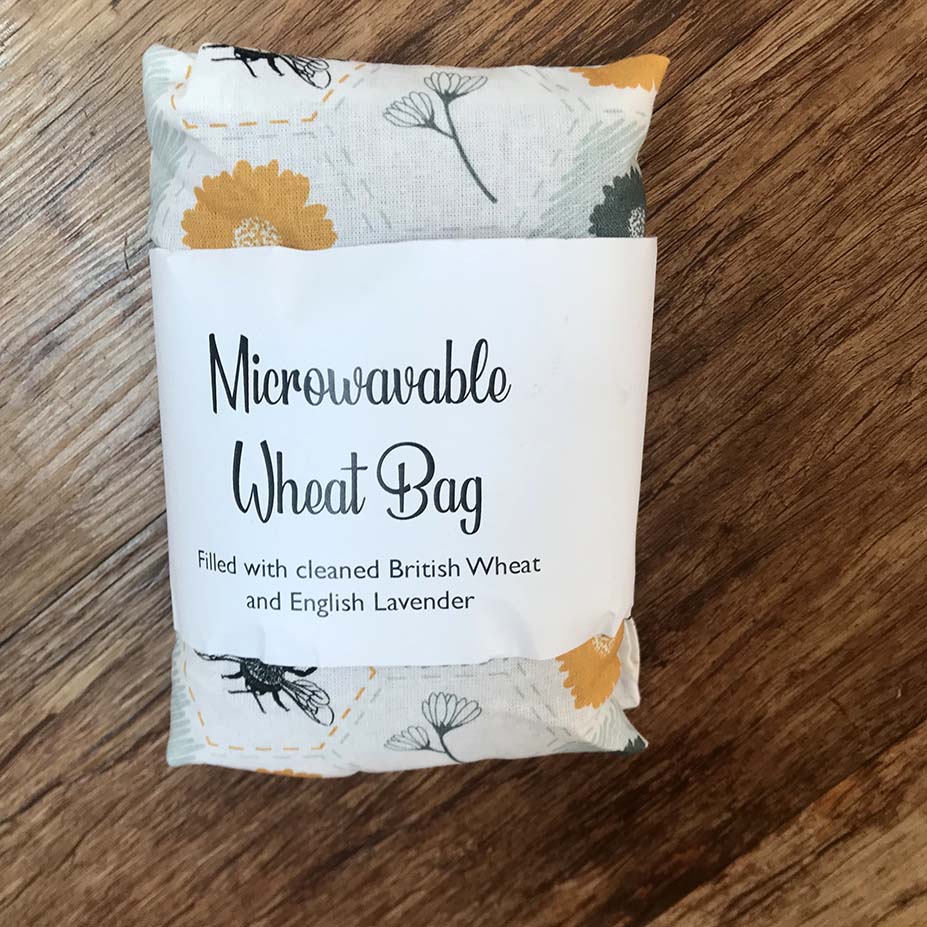 Microwavable
Wheat Bag
Filled with cleaned British Wheat
and English Lavender